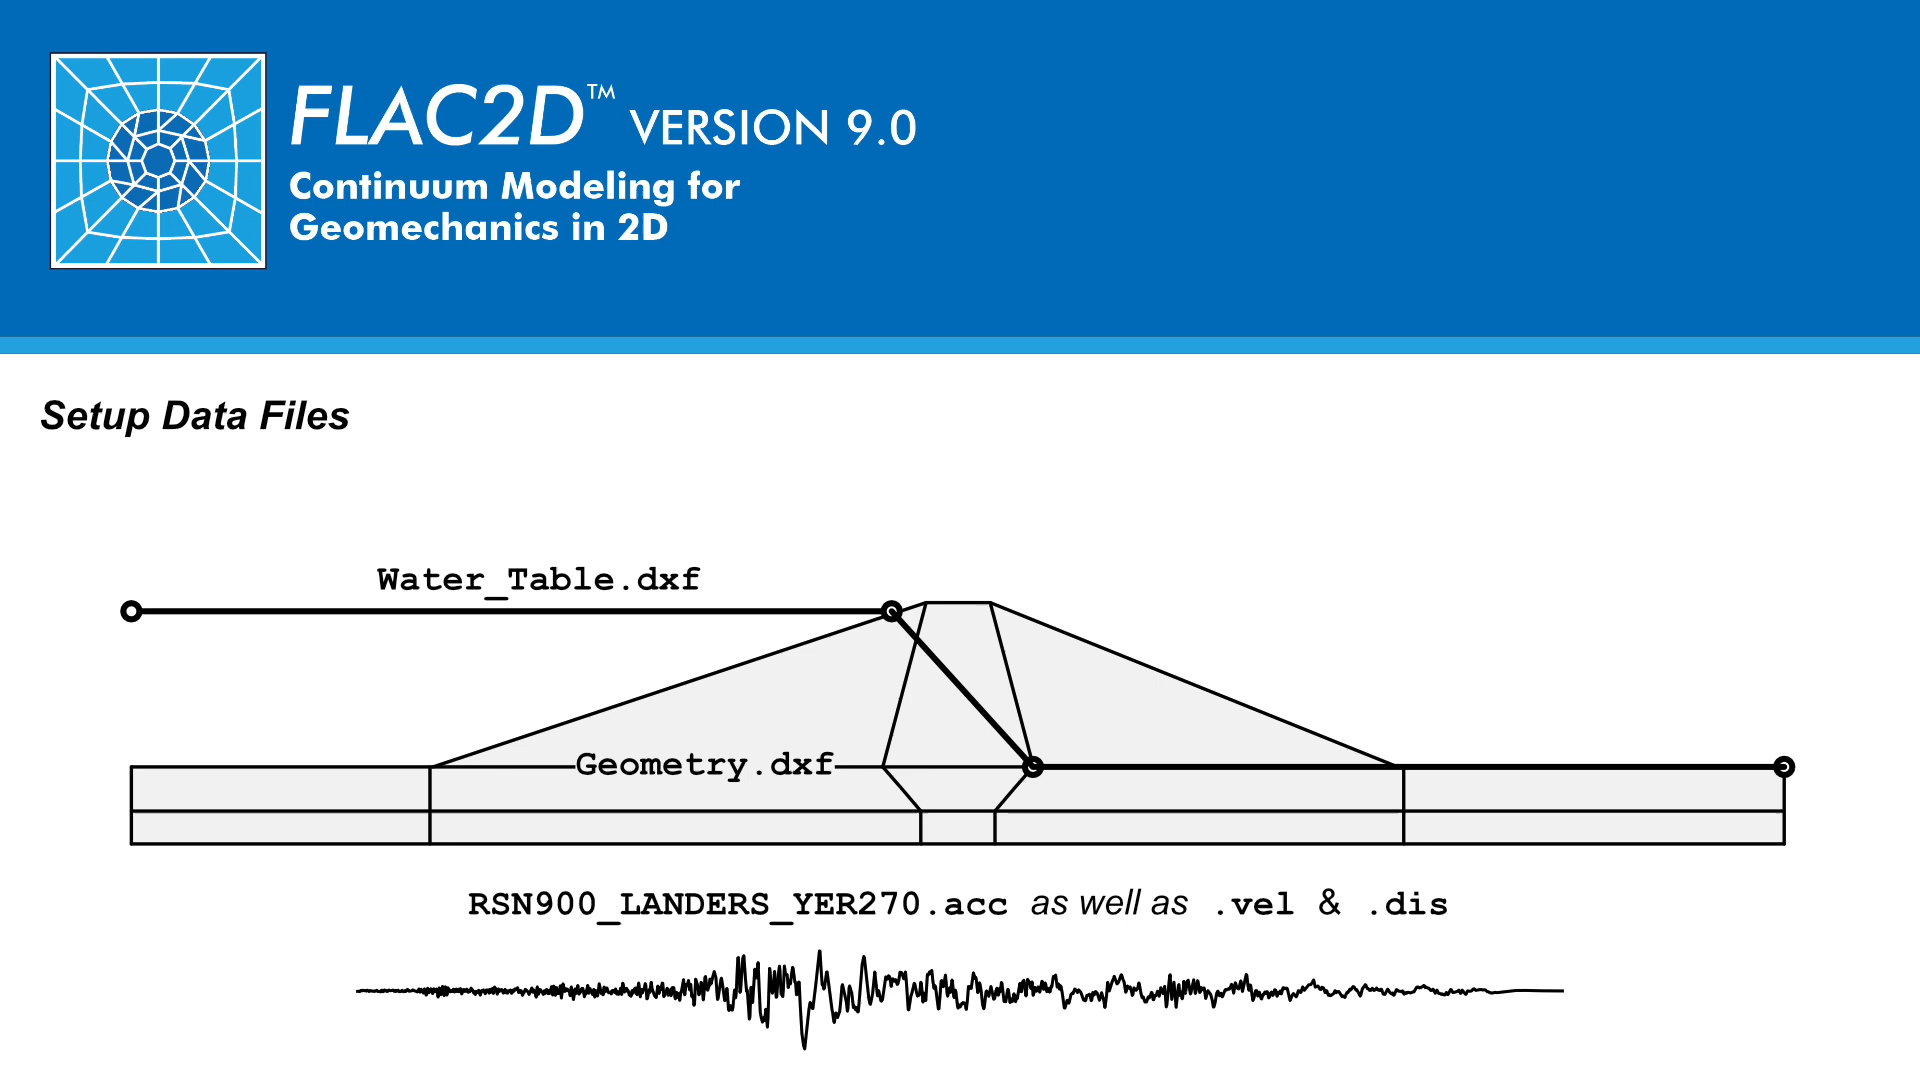 FLAC2D™ VERSION 9.0
Continuum Modeling for
Geomechanics in 2D
Setup Data Files
Water_Table.dxf
Geometry.dxf
RSN900_LANDERS_YER270.acc as well as .vel & .dis